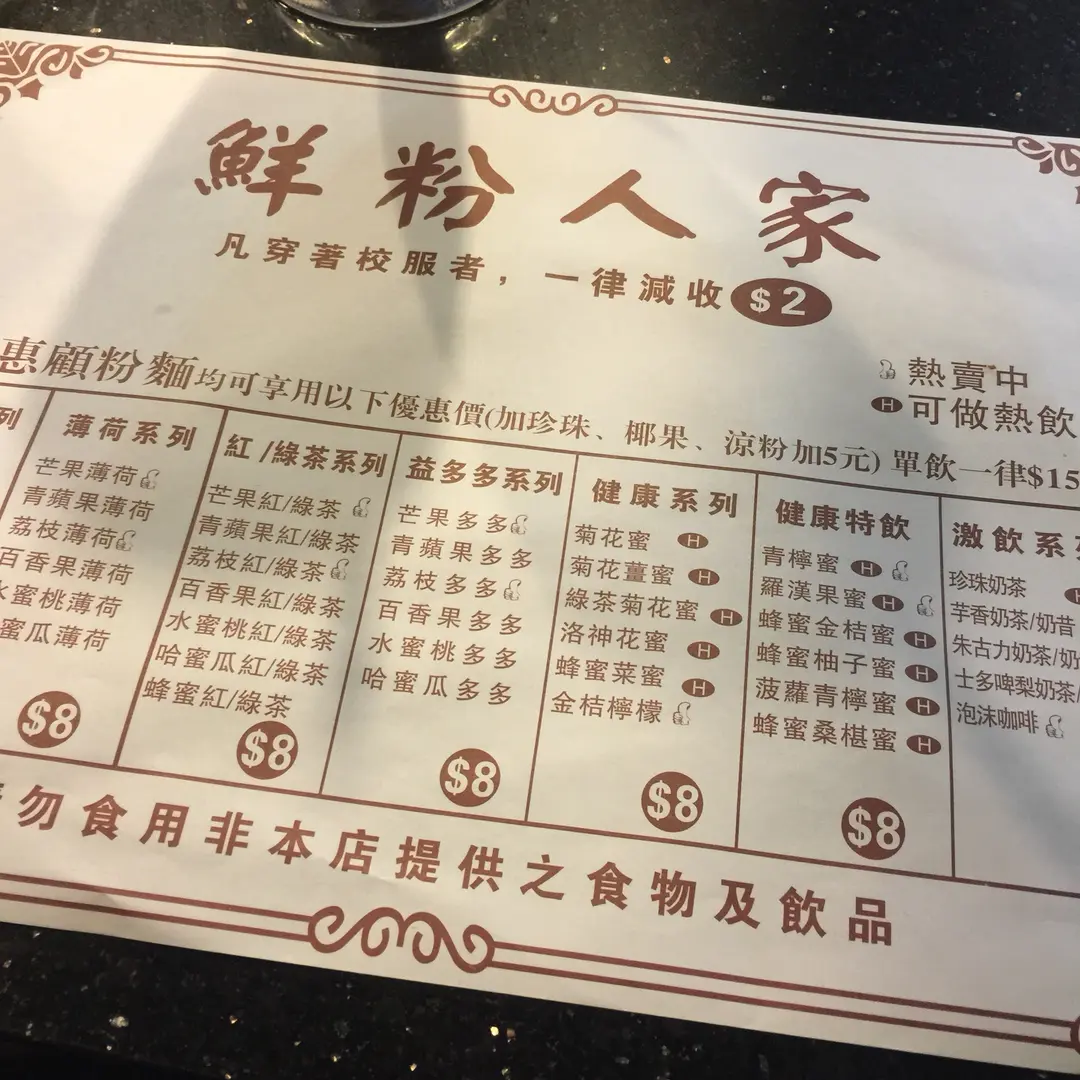 鮮粉人家
凡穿著校服者，一律減收$2
熱賣中
H可做熱飲
惠顧粉麵均可享用以下優惠價(加珍珠、椰果、涼粉加5元) 單飲一律$15
列
薄荷系列
芒果薄荷
青蘋果薄荷
荔枝薄荷
百香果薄荷
水蜜桃薄荷
蜜瓜薄荷
$8
紅/綠茶系列
芒果紅/綠茶
青蘋果紅/綠茶
荔枝紅/綠茶
百香果紅/綠茶
水蜜桃紅/綠茶
哈蜜瓜紅/綠茶
蜂蜜紅/綠茶
$8
益多多系列
芒果多多
青蘋果多多
荔枝多多
百香果多多
水蜜桃多多
哈蜜瓜多多
$8
健康系列
菊花蜜 H
菊花薑蜜 H
綠茶菊花蜜 H
洛神花蜜 H
蜂蜜菜蜜 H
金桔檸檬
$8
健康特飲
青檸蜜 H
羅漢果蜜 H
蜂蜜金桔蜜 H
蜂蜜柚子蜜 H
菠蘿青檸蜜 H
蜂蜜桑椹蜜 H
$8
激飲系
珍珠奶茶
芋香奶茶/奶昔
朱古力奶茶/奶
士多啤梨奶茶/
泡沫咖啡
勿食用非本店提供之食物及飲品